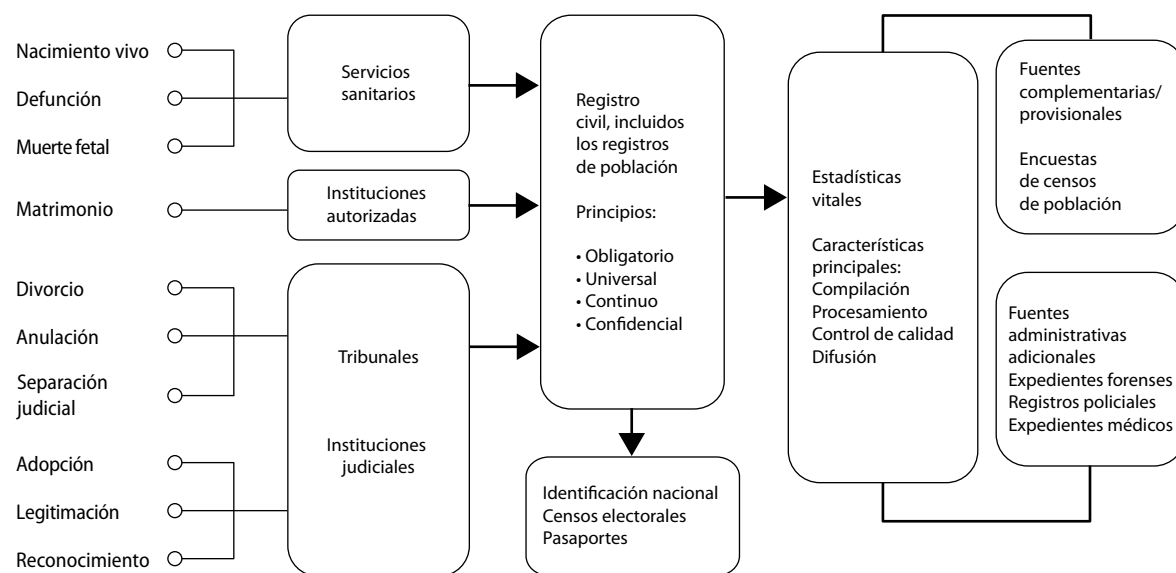 Nacimiento vivo
Defunción
Muerte fetal
Matrimonio
Divorcio
Anulación
Separación
judicial
Adopción
Legitimación
Reconocimiento
Servicios
sanitarios
Instituciones
autorizadas
Tribunales
Instituciones
judiciales
Registro
civil, incluidos
los registros
de población
Principios:
• Obligatorio
• Universal
• Continuo
• Confidencial
Identificación nacional
Censos electorales
Pasaportes
Estadísticas
vitales
Características
principales:
Compilación
Procesamiento
Control de calidad
Difusión
Fuentes
complementarias/
provisionales
Encuestas
de censos
de población
Fuentes
administrativas
adicionales
Expedientes forenses
Registros policiales
Expedientes médicos